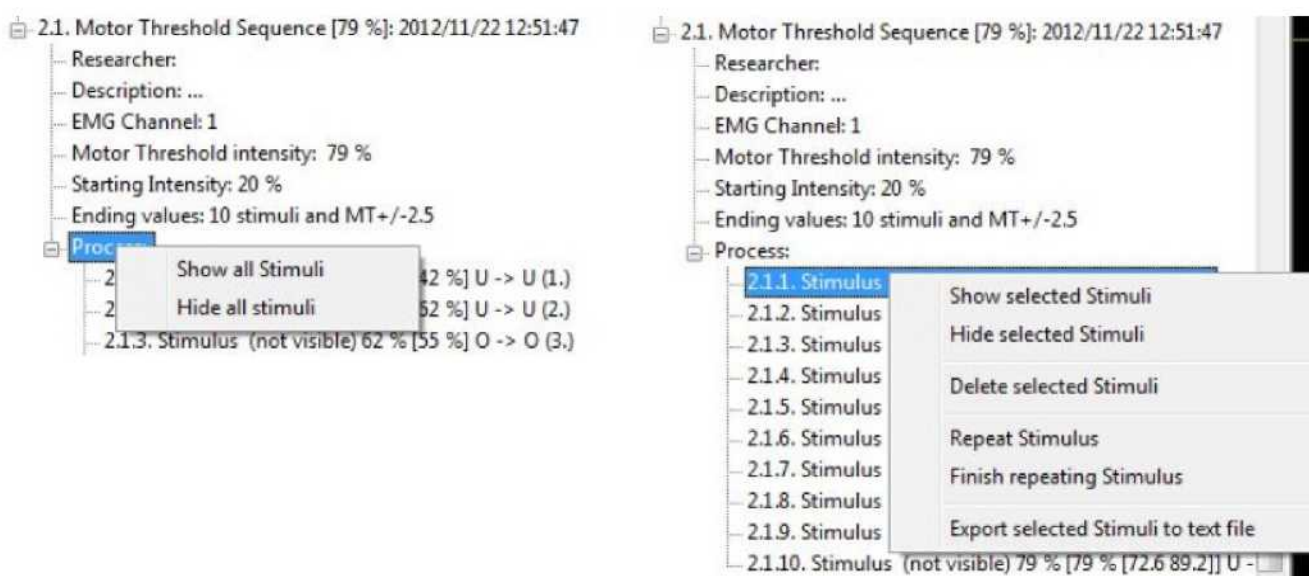 2.1. Motor Threshold Sequence [79 %]: 2012/11/22 12:51:47
Researcher:
Description: ...
EMG Channel: 1
Motor Threshold intensity: 79 %
Starting Intensity: 20 %
Ending values: 10 stimuli and MT+/-2.5
Proc
Show all Stimuli
Hide all stimuli
2 42 %] U -> U (1.)
2 52 %] U -> U (2.)
2.1.3. Stimulus (not visible) 62 % [55 %] O -> O (3.)
2.1. Motor Threshold Sequence [79 %]: 2012/11/22 12:51:47
Researcher:
Description: ...
EMG Channel: 1
Motor Threshold intensity: 79 %
Starting Intensity: 20 %
Ending values: 10 stimuli and MT+/-2.5
Process:
2.1.1. Stimulus
2.1.2. Stimulus
2.1.3. Stimulus
2.1.4. Stimulus
2.1.5. Stimulus
2.1.6. Stimulus
2.1.7. Stimulus
2.1.8. Stimulus
2.1.9. Stimulus
2.1.10. Stimulus (not visible) 79 % [79 % [72.6 89.2]] U -
Show selected Stimuli
Hide selected Stimuli
Delete selected Stimuli
Repeat Stimulus
Finish repeating Stimulus
Export selected Stimuli to text file